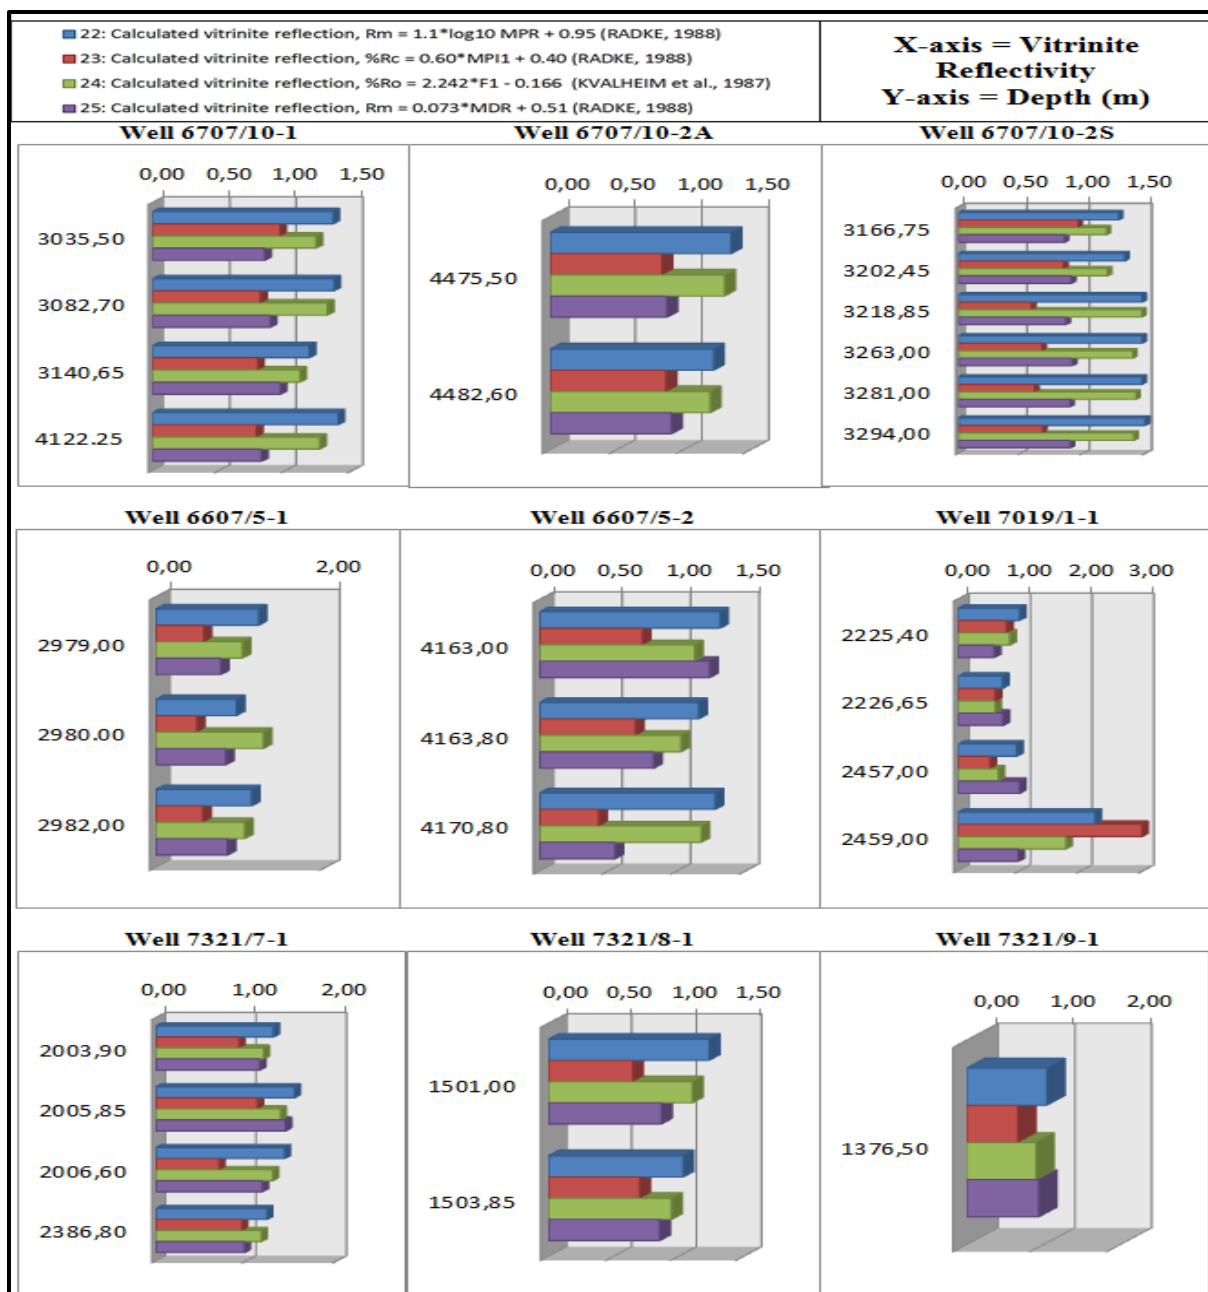 22: Calculated vitrinite reflection, Rm = 1.1*log10 MPR + 0.95 (RADKE, 1988)
23: Calculated vitrinite reflection, %Rc = 0.60*MPI1 + 0.40 (RADKE, 1988)
24: Calculated vitrinite reflection, %Ro = 2.242*F1 - 0.166 (KVALHEIM et al., 1987)
25: Calculated vitrinite reflection, Rm = 0.073*MDR + 0.51 (RADKE, 1988)
X-axis = Vitrinite
Reflectivity
Y-axis = Depth (m)
Well 6707/10-1
0,00 0,50 1,00 1,50
3035,50
3082,70
3140,65
4122.25
Well 6707/10-2A
0,00 0,50 1,00 1,50
4475,50
4482,60
Well 6707/10-2S
0,00 0,50 1,00 1,50
3166,75
3202,45
3218,85
3263,00
3281,00
3294,00
Well 6607/5-1
0,00 2,00
2979,00
2980,00
2982,00
Well 6607/5-2
0,00 0,50 1,00 1,50
4163,00
4163,80
4170,80
Well 7019/1-1
0,00 1,00 2,00 3,00
2225,40
2226,65
2457,00
2459,00
Well 7321/7-1
0,00 1,00 2,00
2003,90
2005,85
2006,60
2386,80
Well 7321/8-1
0,00 0,50 1,00 1,50
1501,00
1503,85
Well 7321/9-1
0,00 1,00 2,00
1376,50